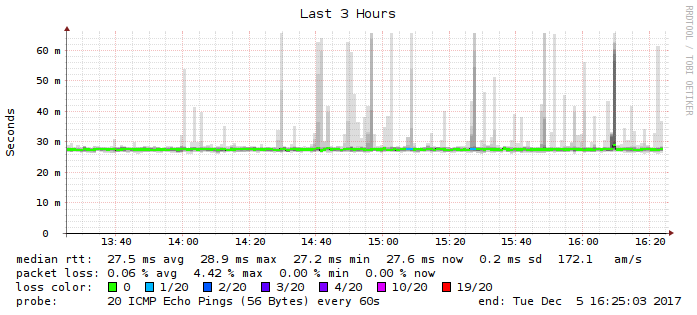 Last 3 Hours
RRDTOOL / TOBI OETIKER
Seconds
60 m
50 m
40 m
30 m
20 m
10 m
0
13:40 14:00 14:20 14:40 15:00 15:20 15:40 16:00 16:20
median rtt: 27.5 ms avg 28.9 ms max 27.2 ms min 27.6 ms now 0.2 ms sd 172.1 am/s
packet loss: 0.06 % avg 4.42 % max 0.00 % min 0.00 % now
loss color: 0 1/20 2/20 3/20 4/20 10/20 19/20
probe: 20 ICMP Echo Pings (56 Bytes) every 60s end: Tue Dec 5 16:25:03 2017